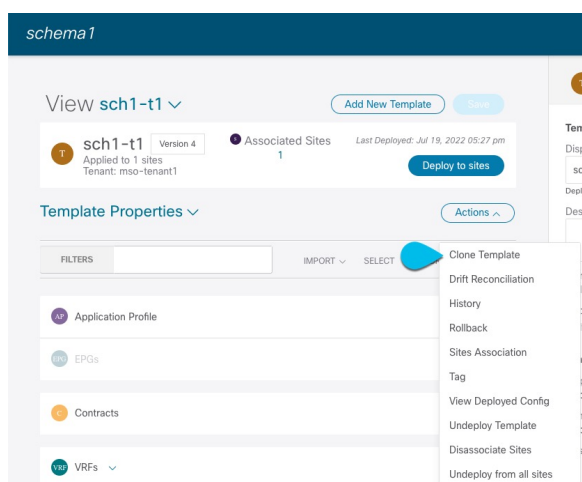 schema1
View sch1-t1
Add New Template
Save
T
sch1-t1
Version 4
Associated Sites
1
Last Deployed: Jul 19, 2022 05:27 pm
Applied to 1 sites
Tenant: mso-tenant1
Deploy to sites
Template Properties
Actions
FILTERS
IMPORT
SELECT
Clone Template
Drift Reconciliation
History
Rollback
Sites Association
Tag
View Deployed Config
Undeploy Template
Disassociate Sites
Undeploy from all sites
AP Application Profile
EPG EPGs
C Contracts
VRF VRFs